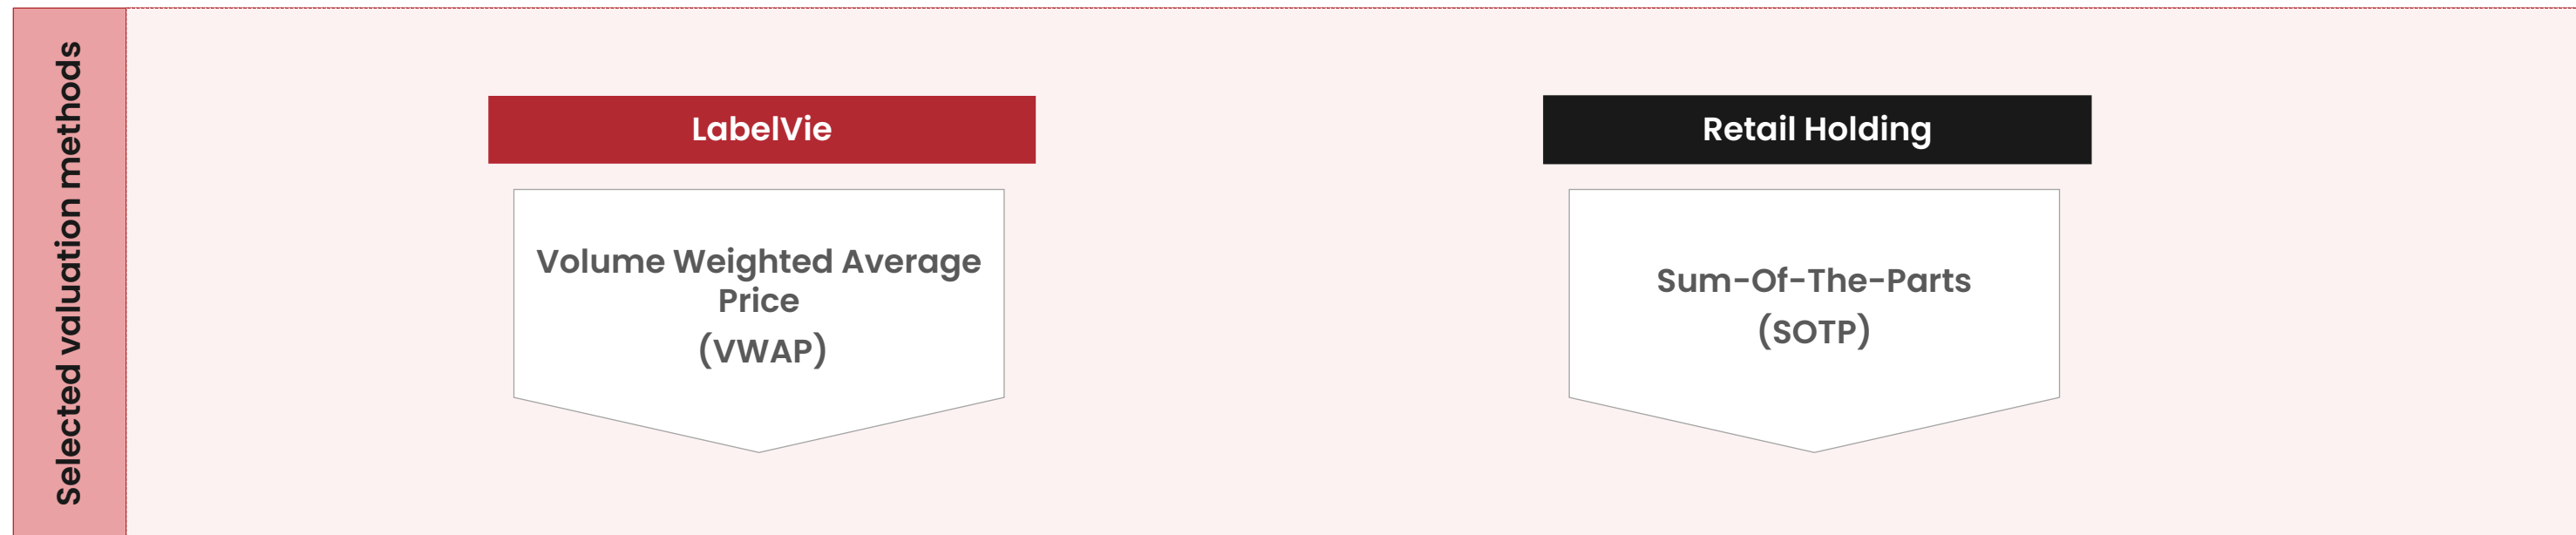 Selected valuation methods
LabelVie
Volume Weighted Average
Price
(VWAP)
Retail Holding
Sum-Of-The-Parts
(SOTP)